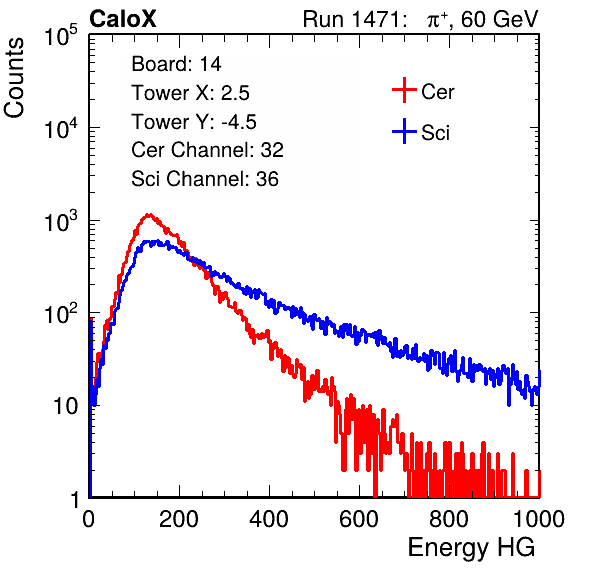 CaloX Run 1471: π⁺, 60 GeV
Counts
10⁵
10⁴
10³
10²
10
1
Board: 14
Tower X: 2.5
Tower Y: -4.5
Cer Channel: 32
Sci Channel: 36
Cer
Sci
0 200 400 600 800 1000
Energy HG